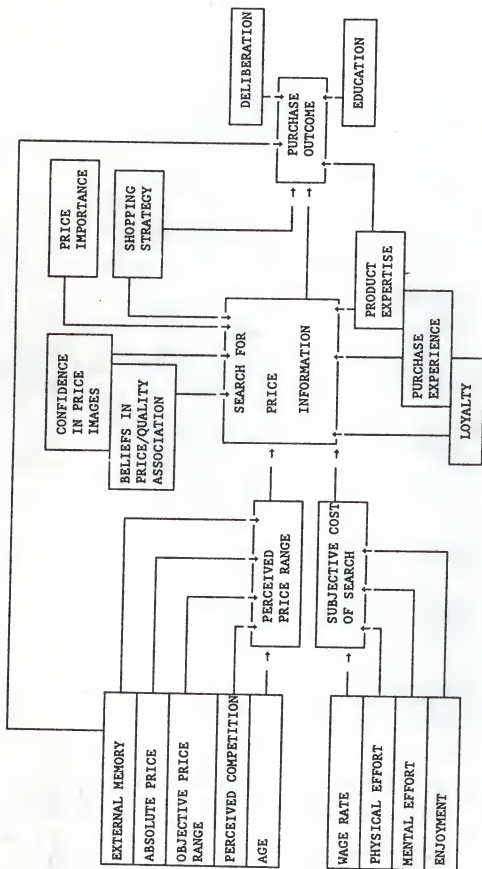 EXTERNAL MEMORY
ABSOLUTE PRICE
OBJECTIVE PRICE
RANGE
PERCEIVED COMPETITION
AGE
WAGE RATE
PHYSICAL EFFORT
MENTAL EFFORT
ENJOYMENT
PERCEIVED
PRICE RANGE
SUBJECTIVE COST
OF SEARCH
CONFIDENCE
IN PRICE
IMAGES
BELIEFS IN
PRICE/QUALITY
ASSOCIATION
PRICE
IMPORTANCE
SHOPPING
STRATEGY
SEARCH FOR
PRICE
INFORMATION
PRODUCT
EXPERTISE
PURCHASE
EXPERIENCE
LOYALTY
DELIBERATION
PURCHASE
OUTCOME
EDUCATION